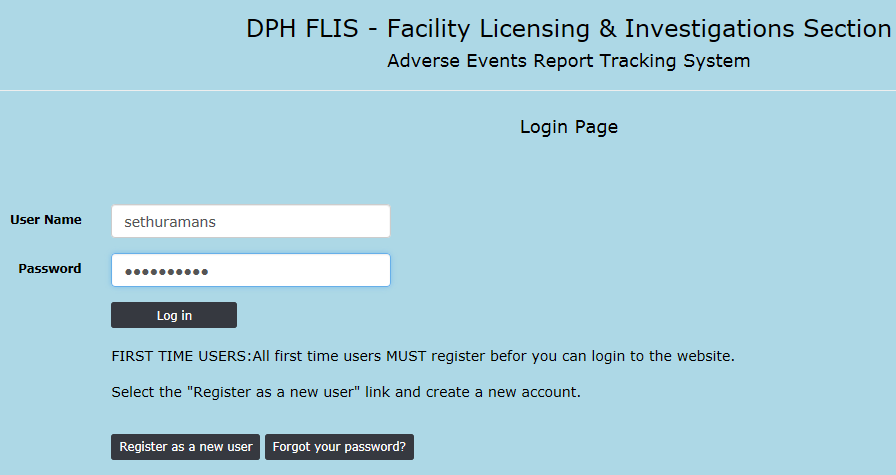 DPH FLIS - Facility Licensing & Investigations Section
Adverse Events Report Tracking System
Login Page
User Name
sethuramans
Password
●●●●●●●●●●
Log in
FIRST TIME USERS:All first time users MUST register befor you can login to the website.
Select the "Register as a new user" link and create a new account.
Register as a new user Forgot your password?